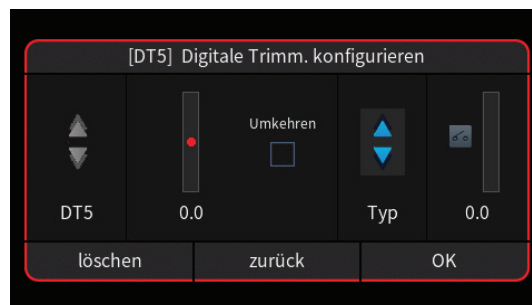 [DT5] Digitale Trimm. konfigurieren
Umkehren
DT5 0.0 Typ 0.0
löschen zurück OK